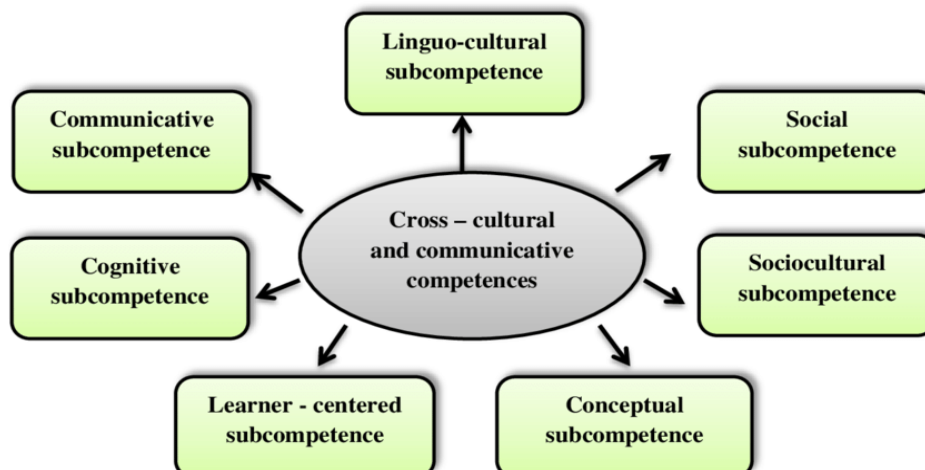 Linguo-cultural
subcompetence
Communicative
subcompetence
Social
subcompetence
Cross – cultural
and communicative
competences
Cognitive
subcompetence
Sociocultural
subcompetence
Learner - centered
subcompetence
Conceptual
subcompetence